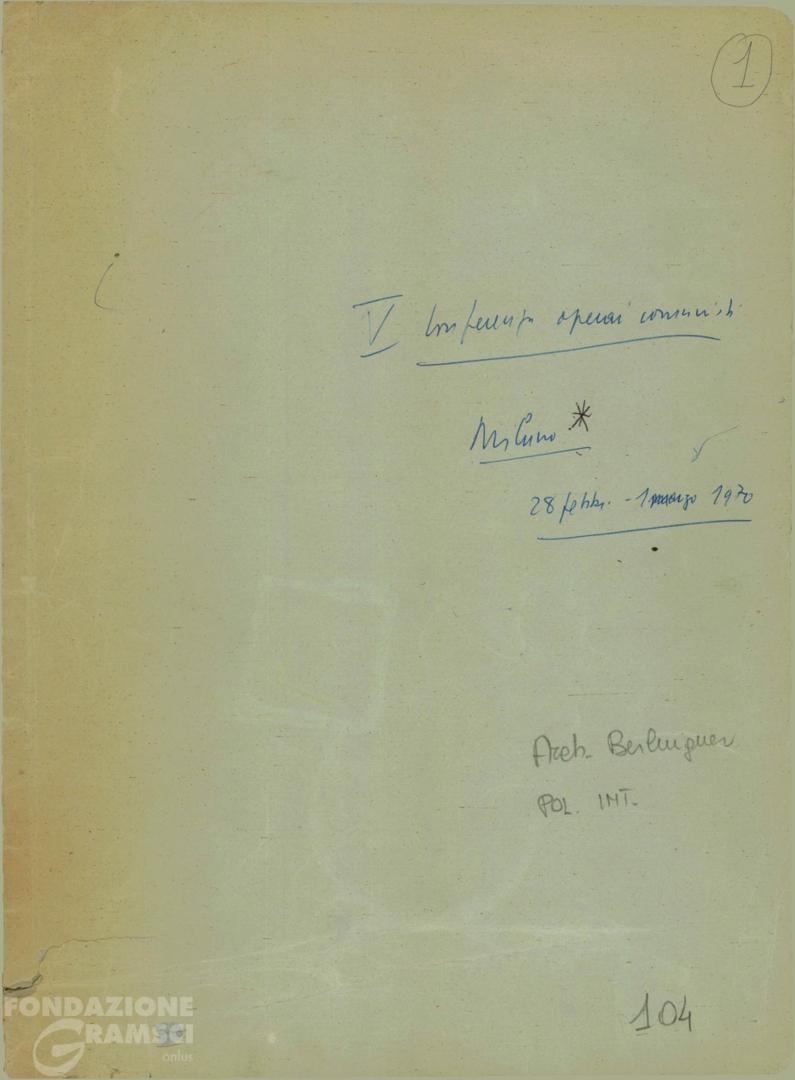 1
V Conferenza operai comunisti
Milano *
28 febbr. - 1 marzo 1970
Arch. Berlinguer
POL. INT.
104
FONDAZIONE
GRAMSCI
onlus